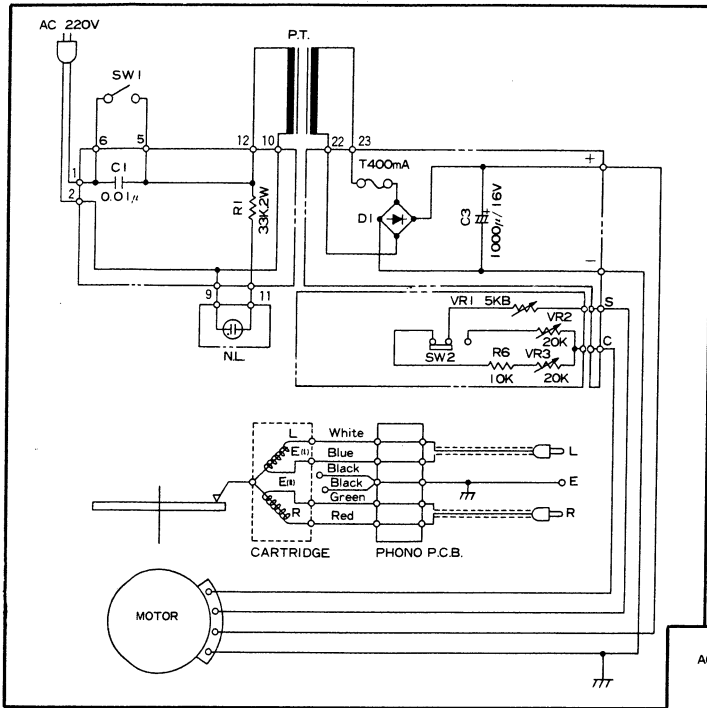 AC 220V
P.T.
SW1
6
5
12
10
22
23
T400mA
+
1
C1
0.01μ
2
R1
33K,2W
D1
C3
1000μ/16V
−
9
11
N.L.
VR1 5KB
S
VR2
20K
C
SW2
R6
10K
VR3
20K
L
White
E(L)
Blue
L
Black
E(R)
Black
E
Green
R
Red
R
CARTRIDGE
PHONO P.C.B.
MOTOR